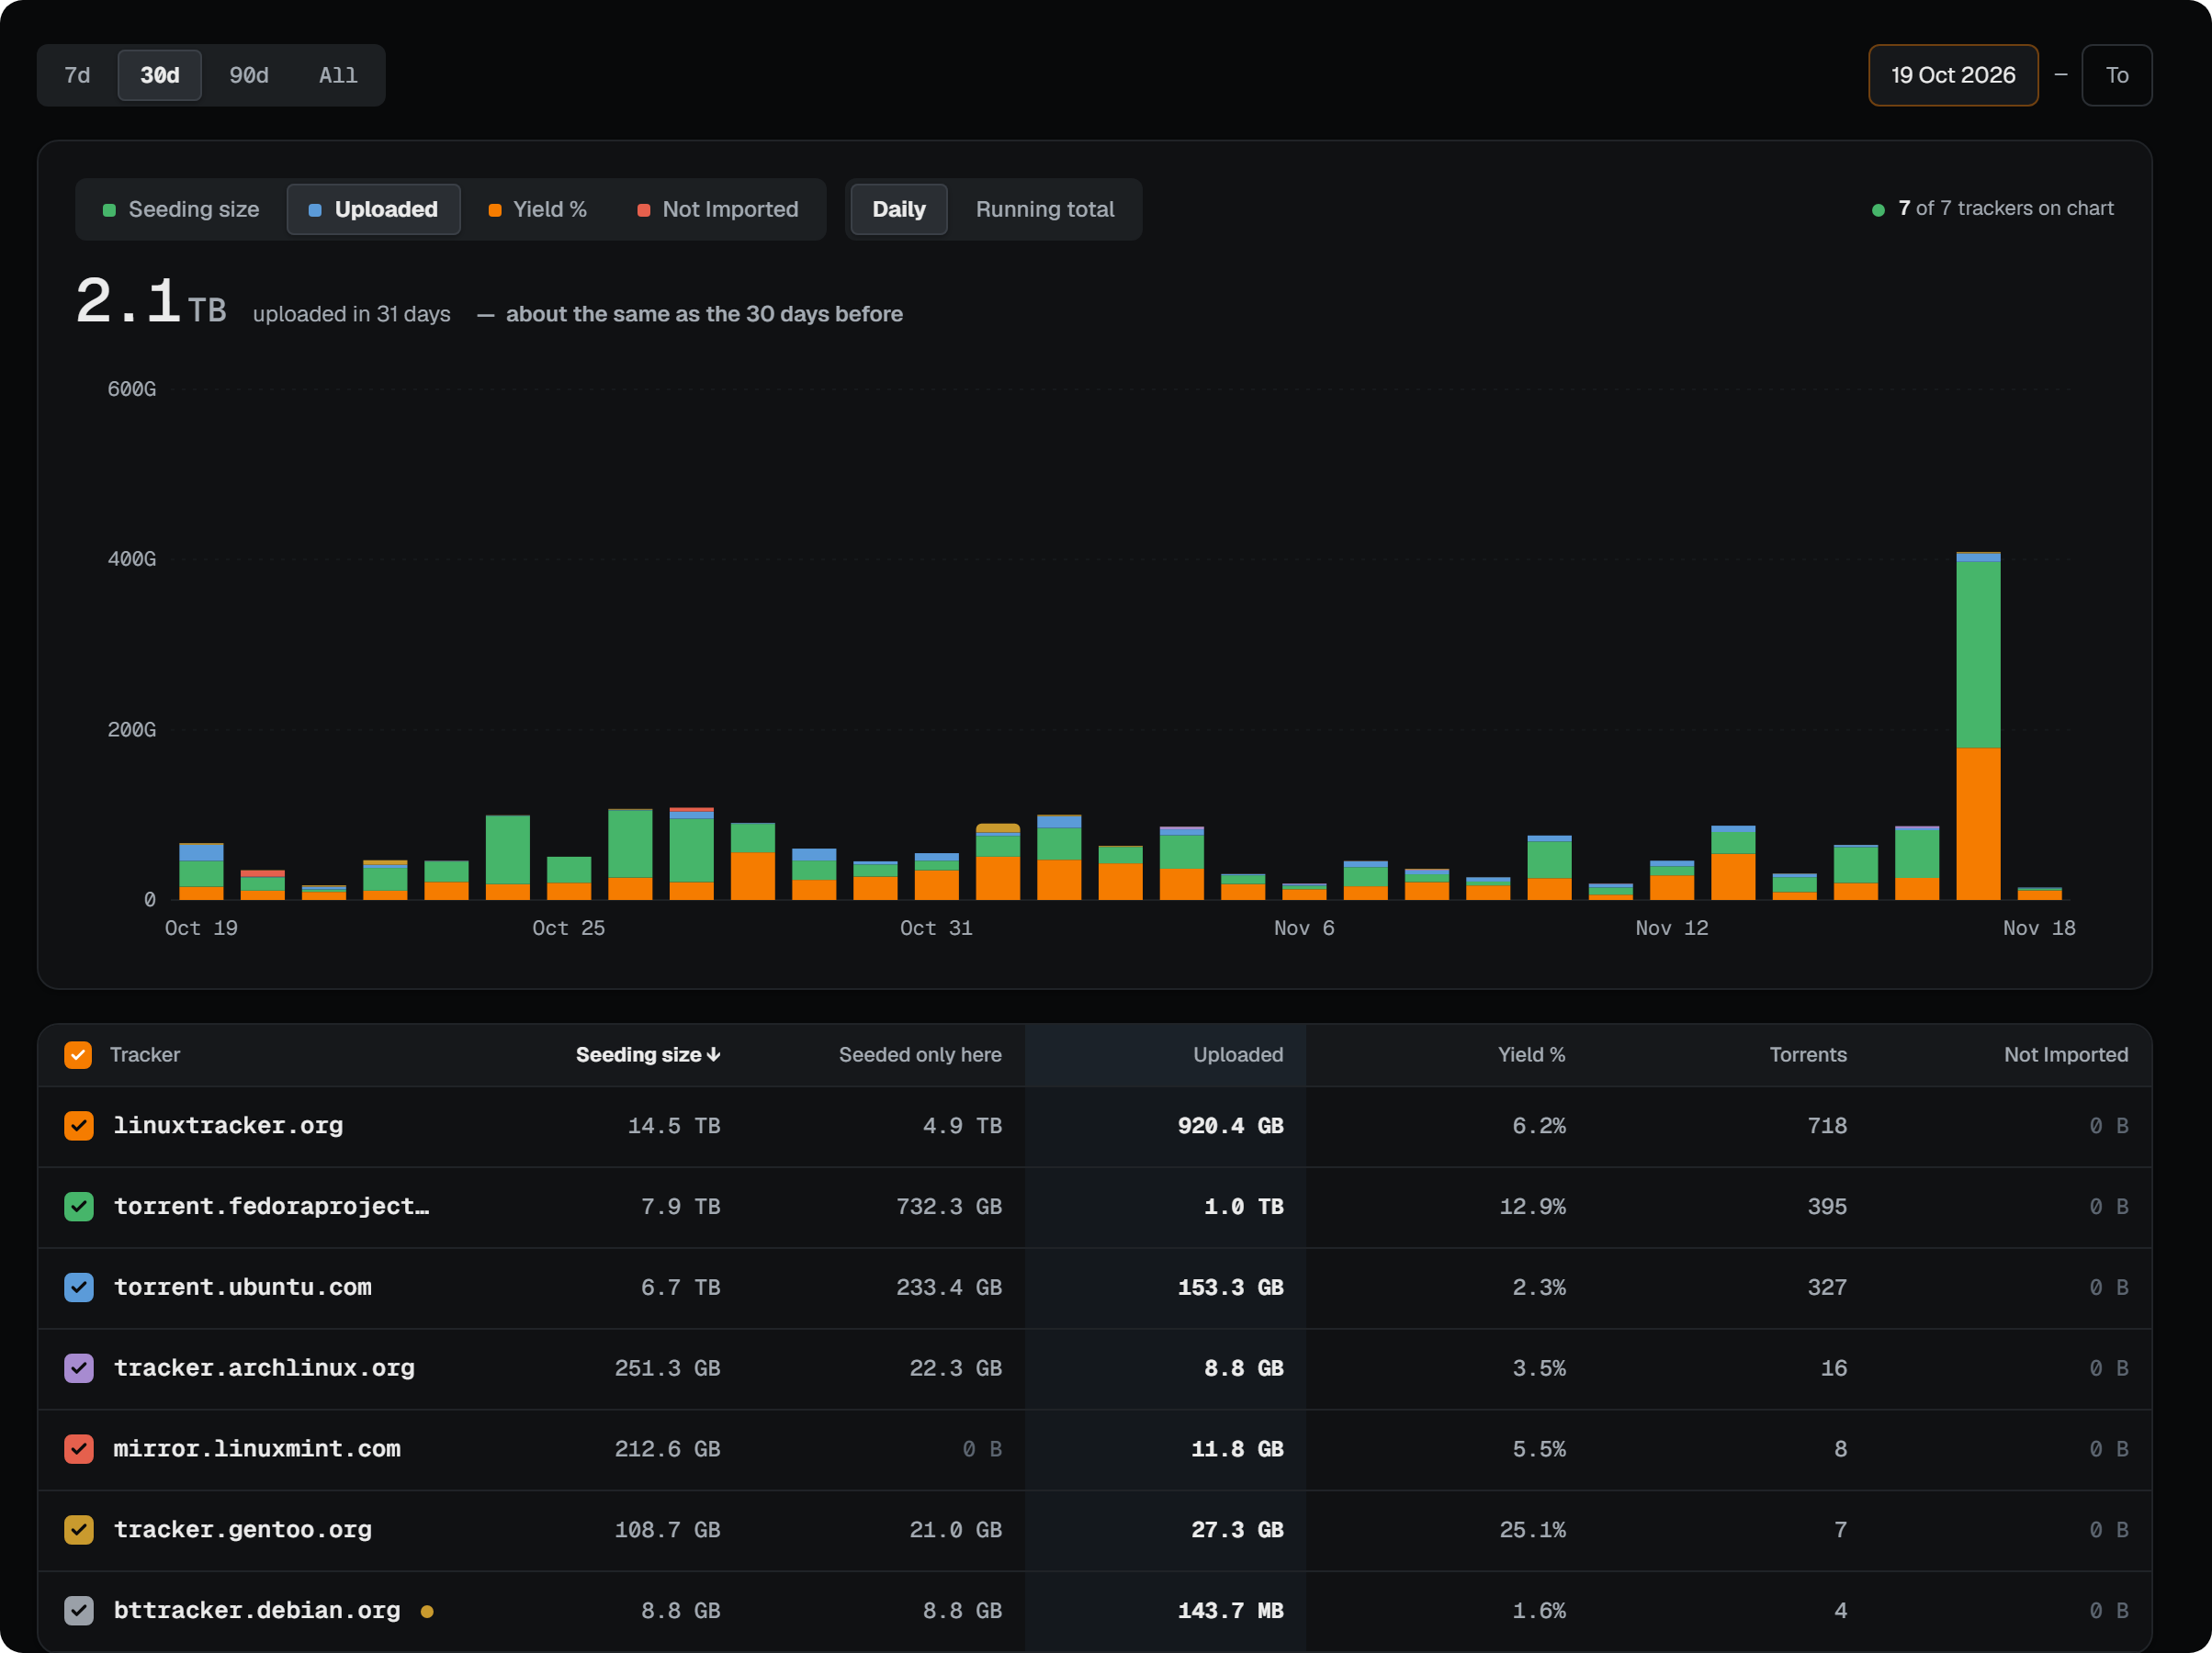 7d 30d 90d All 19 Oct 2026 – To
Seeding size Uploaded Yield % Not Imported Daily Running total 7 of 7 trackers on chart
2.1 TB uploaded in 31 days — about the same as the 30 days before
600G
400G
200G
0
Oct 19 Oct 25 Oct 31 Nov 6 Nov 12 Nov 18
Tracker Seeding size ↓ Seeded only here Uploaded Yield % Torrents Not Imported
linuxtracker.org 14.5 TB 4.9 TB 920.4 GB 6.2% 718 0 B
torrent.fedoraproject… 7.9 TB 732.3 GB 1.0 TB 12.9% 395 0 B
torrent.ubuntu.com 6.7 TB 233.4 GB 153.3 GB 2.3% 327 0 B
tracker.archlinux.org 251.3 GB 22.3 GB 8.8 GB 3.5% 16 0 B
mirror.linuxmint.com 212.6 GB 0 B 11.8 GB 5.5% 8 0 B
tracker.gentoo.org 108.7 GB 21.0 GB 27.3 GB 25.1% 7 0 B
bttracker.debian.org 8.8 GB 8.8 GB 143.7 MB 1.6% 4 0 B